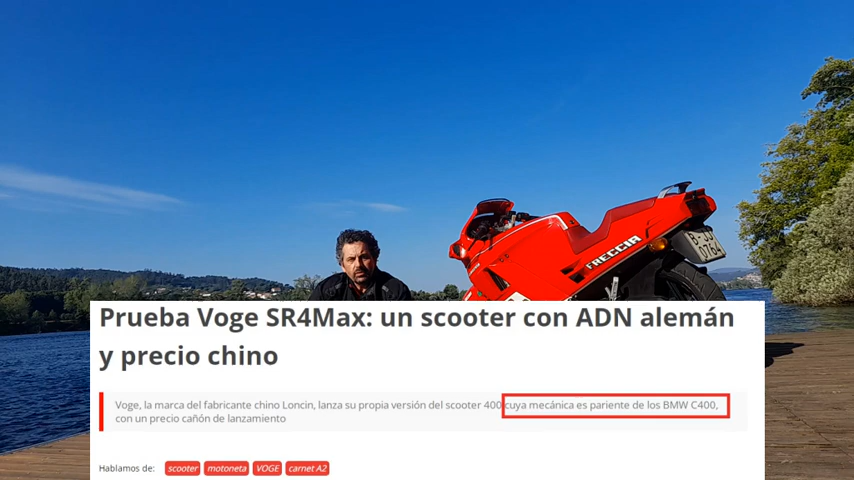 FRECCIA
Prueba Voge SR4Max: un scooter con ADN alemán
y precio chino
Voge, la marca del fabricante chino Loncin, lanza su propia versión del scooter 400 cuya mecánica es pariente de los BMW C400,
con un precio cañón de lanzamiento
Hablamos de: scooter motoneta VOGE carnet A2